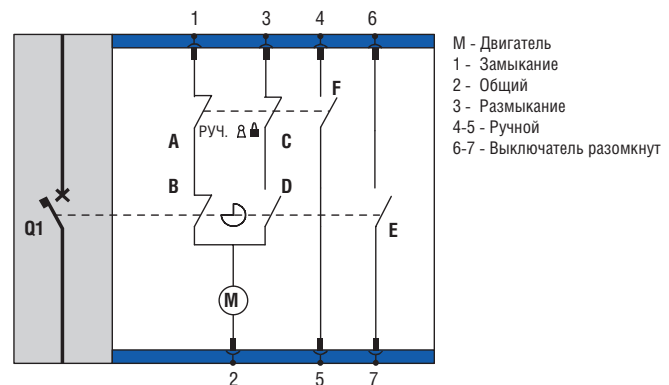 1 3 4 6
F
РУЧ.
A C
B D
Q1 E
M
2 5 7
М - Двигатель
1 - Замыкание
2 - Общий
3 - Размыкание
4-5 - Ручной
6-7 - Выключатель разомкнут